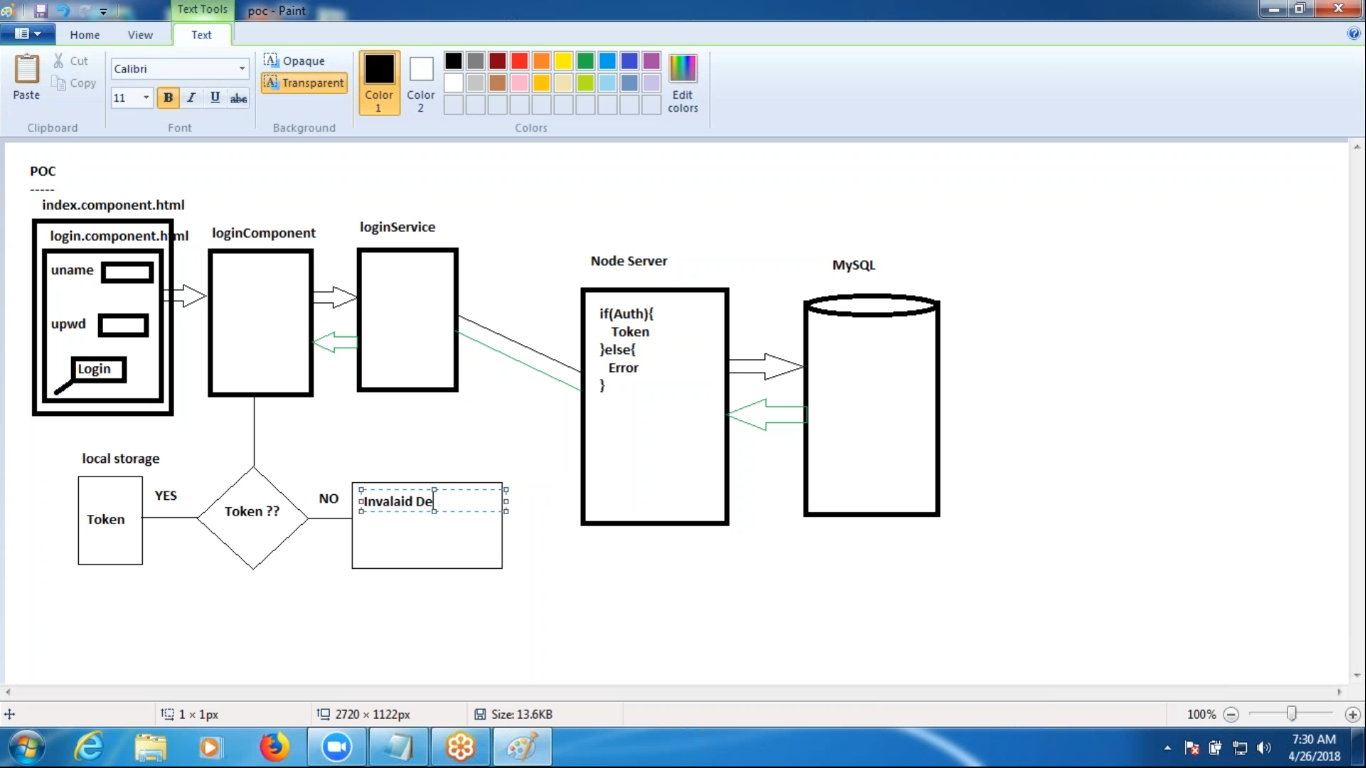 Text Tools
poc - Paint
Home
View
Text
Paste
Cut
Copy
Clipboard
Calibri
11
B I U abc
Font
Opaque
Transparent
Background
Color 1
Color 2
Edit colors
Colors
POC
-----
index.component.html
login.component.html
loginComponent
loginService
Node Server
MySQL
uname
upwd
Login
if(Auth){
Token
}else{
Error
}
local storage
YES
Token
Token ??
NO
Invalaid De
1 × 1px
2720 × 1122px
Size: 13.6KB
100%
7:30 AM
4/26/2018